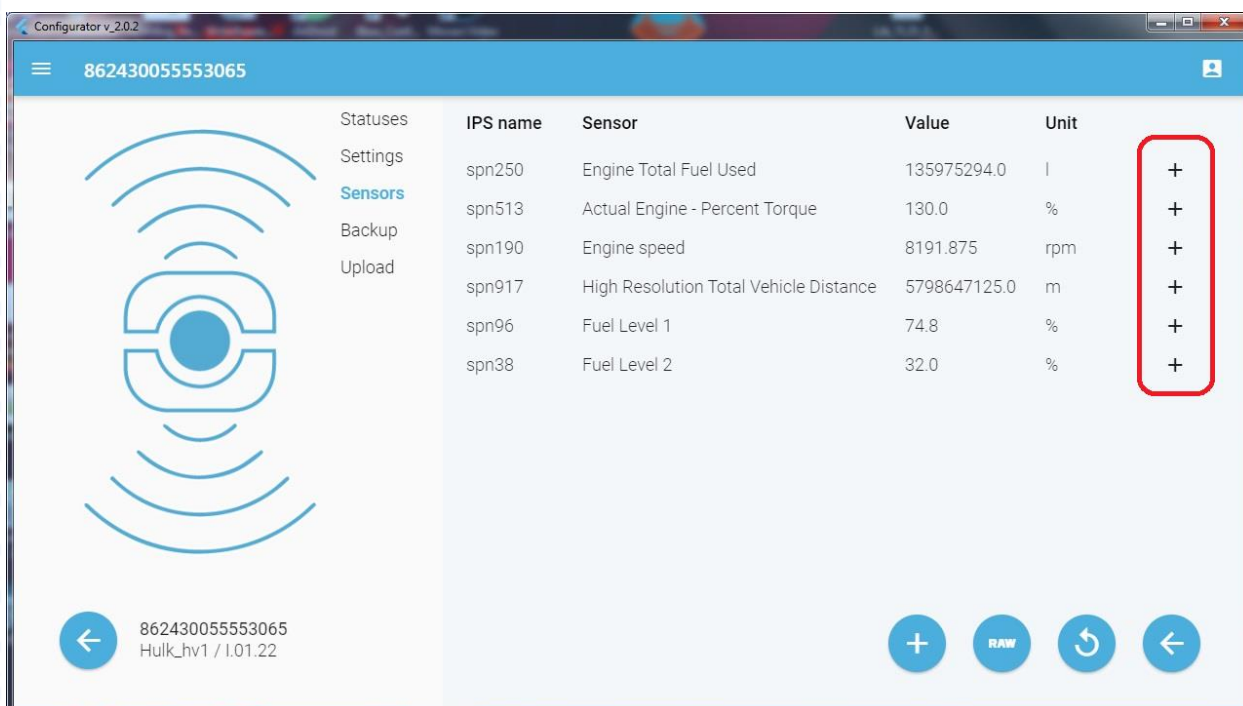 Configurator v_2.0.2
862430055553065
Statuses
Settings
Sensors
Backup
Upload
IPS name Sensor Value Unit
spn250 Engine Total Fuel Used 135975294.0 l +
spn513 Actual Engine - Percent Torque 130.0 % +
spn190 Engine speed 8191.875 rpm +
spn917 High Resolution Total Vehicle Distance 5798647125.0 m +
spn96 Fuel Level 1 74.8 % +
spn38 Fuel Level 2 32.0 % +
862430055553065
Hulk_hv1 / I.01.22
+ RAW